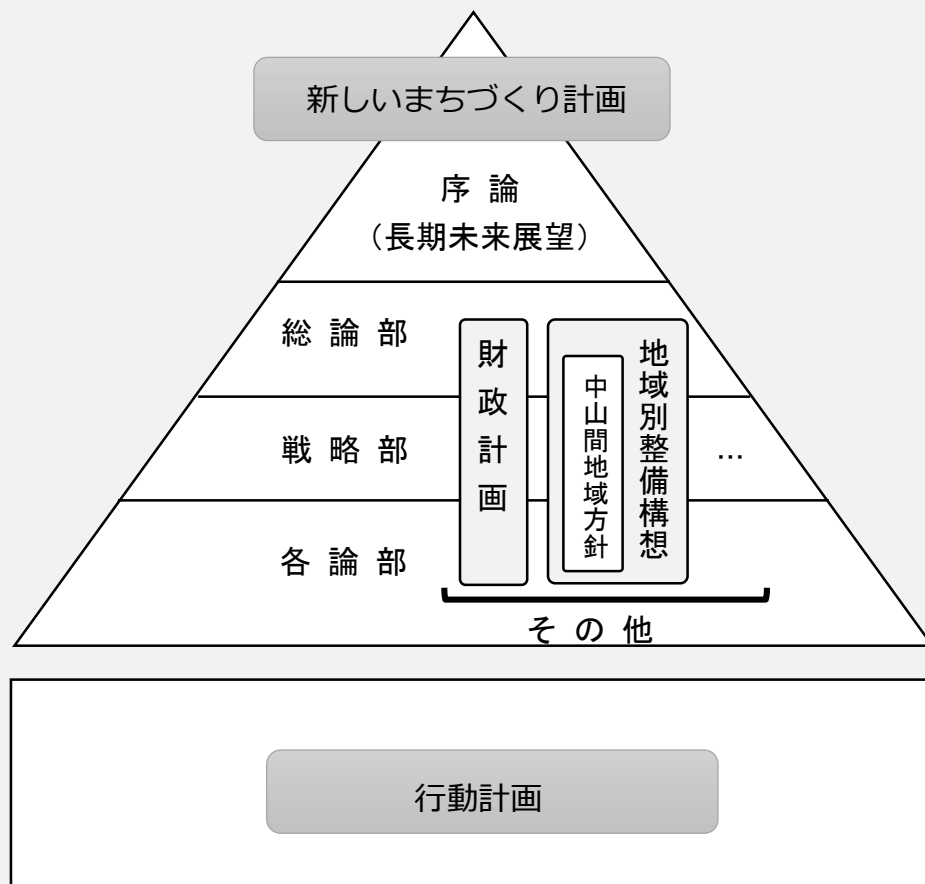 新しいまちづくり計画
序 論
（長期未来展望）
総 論 部
戦 略 部
各 論 部
財政計画
中山間地域方針
地域別整備構想
…
そ の 他
行動計画